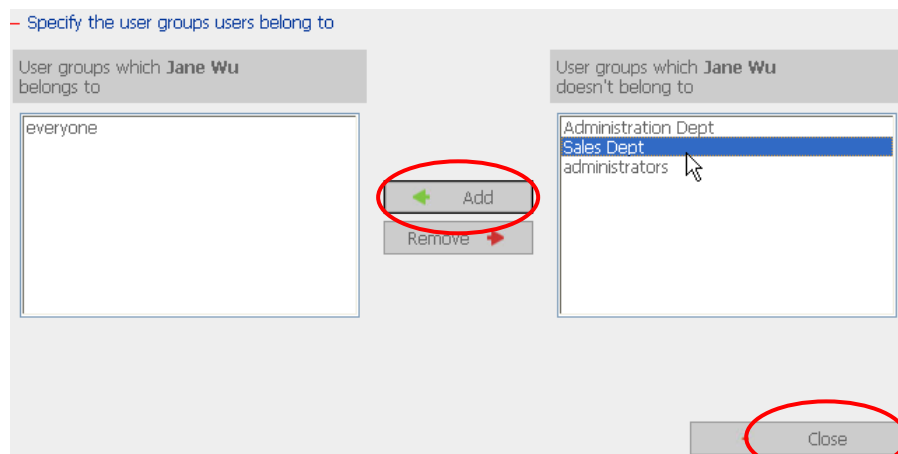 – Specify the user groups users belong to
User groups which Jane Wu
belongs to
everyone
Add
Remove
User groups which Jane Wu
doesn't belong to
Administration Dept
Sales Dept
administrators
Close